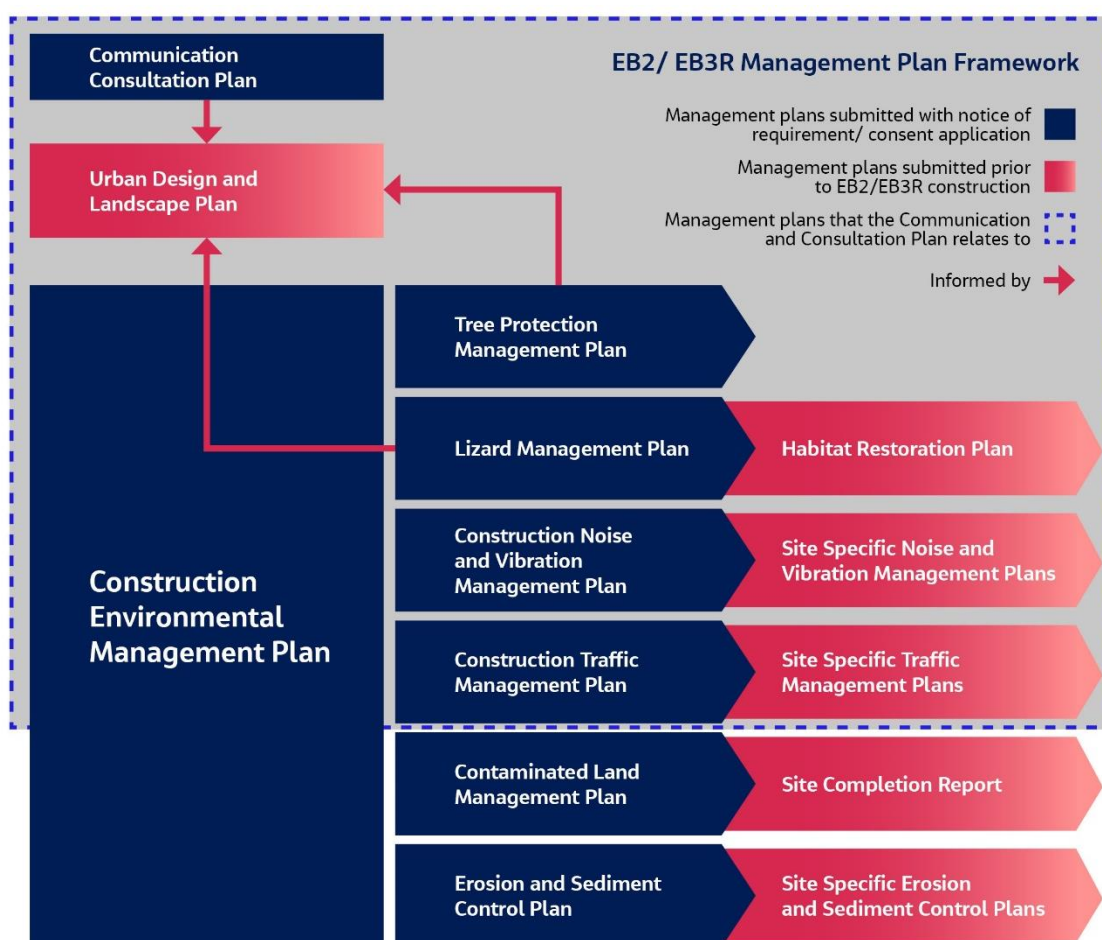 Communication
Consultation Plan
EB2/ EB3R Management Plan Framework
Management plans submitted with notice of
requirement/ consent application
Management plans submitted prior
to EB2/EB3R construction
Management plans that the Communication
and Consultation Plan relates to
Informed by
Urban Design and
Landscape Plan
Construction
Environmental
Management Plan
Tree Protection
Management Plan
Lizard Management Plan
Habitat Restoration Plan
Construction Noise
and Vibration
Management Plan
Site Specific Noise and
Vibration Management Plans
Construction Traffic
Management Plan
Site Specific Traffic
Management Plans
Contaminated Land
Management Plan
Site Completion Report
Erosion and Sediment
Control Plan
Site Specific Erosion
and Sediment Control Plans